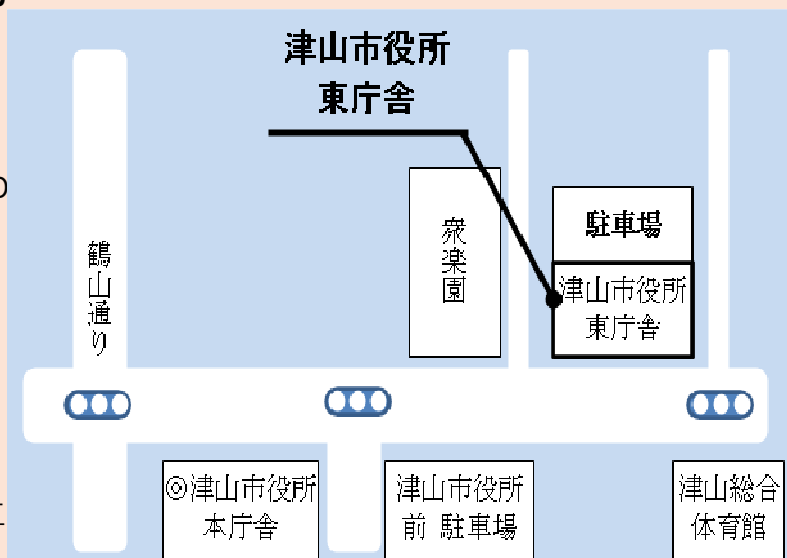 津山市役所
東庁舎
鶴山通り
衆楽園
駐車場
津山市役所
東庁舎
◎津山市役所
本庁舎
津山市役所
前 駐車場
津山総合
体育館